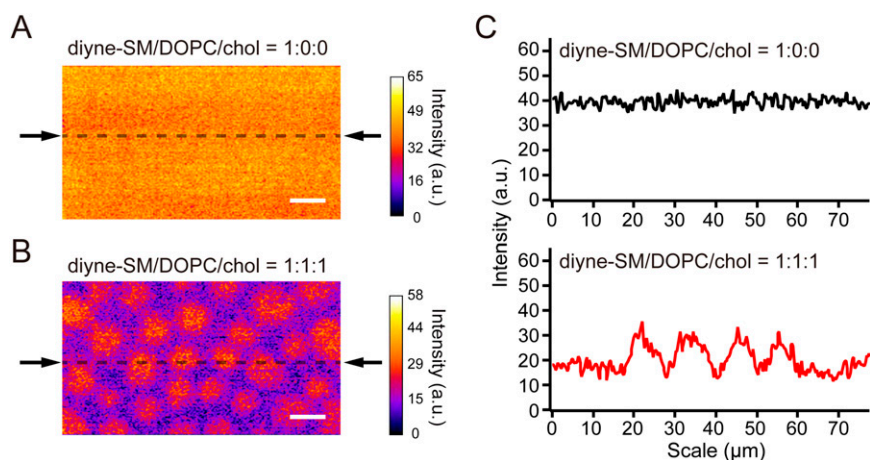 A
diyne-SM/DOPC/chol = 1:0:0
65
49
32
16
0
Intensity (a.u.)
B
diyne-SM/DOPC/chol = 1:1:1
58
44
29
15
0
Intensity (a.u.)
C
diyne-SM/DOPC/chol = 1:0:0
60
50
40
30
20
10
0
0 10 20 30 40 50 60 70
Intensity (a.u.)
diyne-SM/DOPC/chol = 1:1:1
60
50
40
30
20
10
0
0 10 20 30 40 50 60 70
Scale (μm)